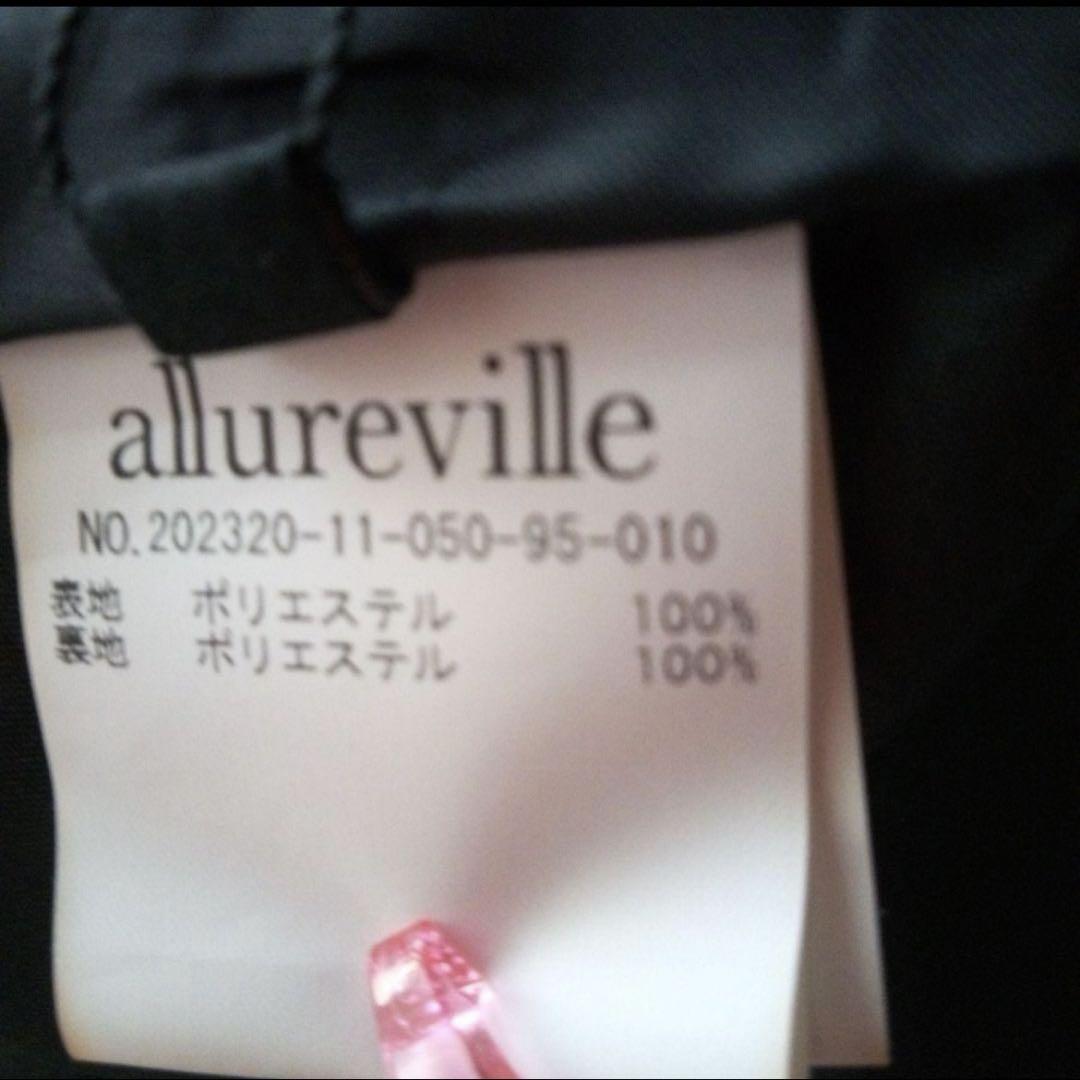 allureville
NO.202320-11-050-95-010
表地 ポリエステル 100%
裏地 ポリエステル 100%